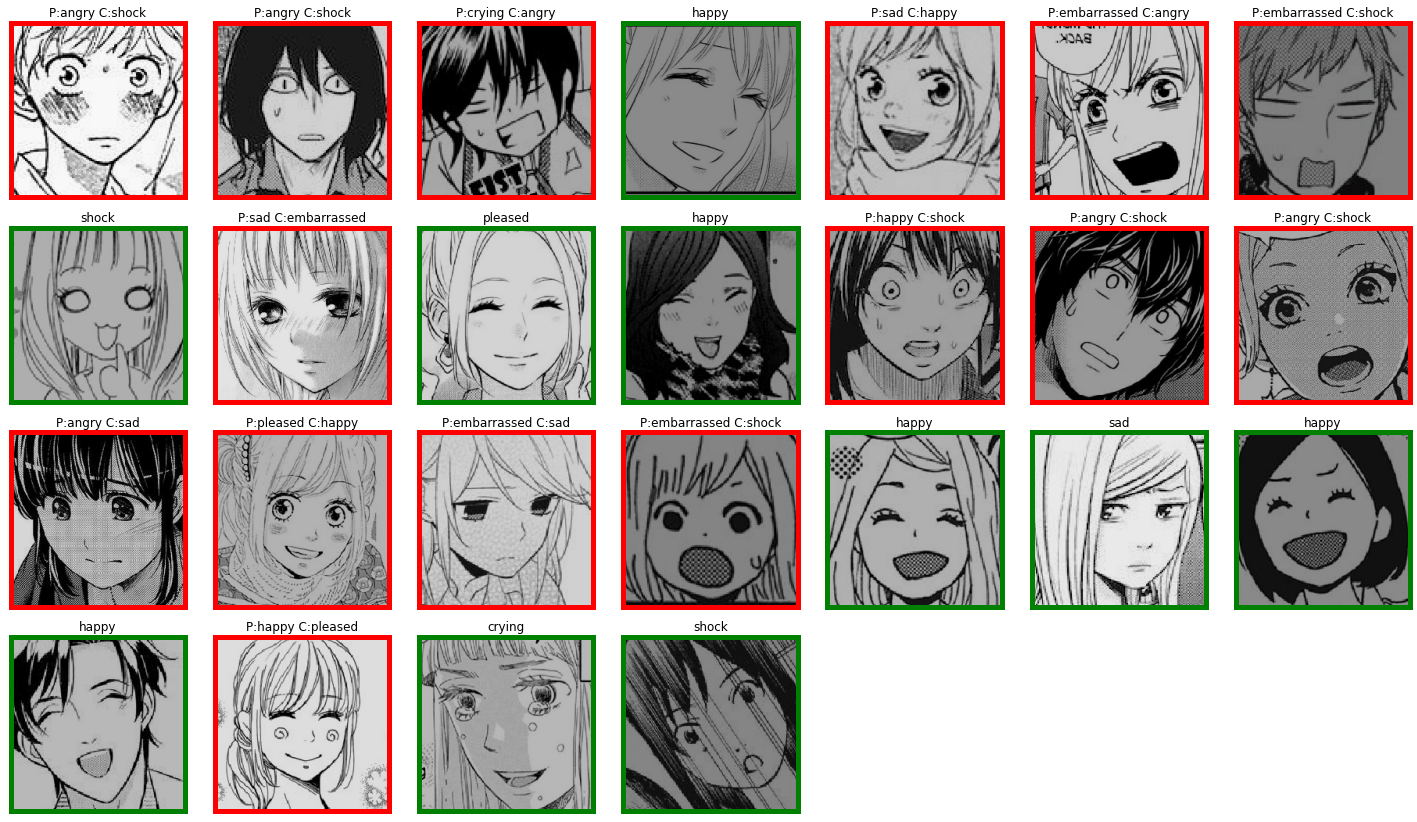 P:angry C:shock
P:angry C:shock
P:crying C:angry
happy
P:sad C:happy
P:embarrassed C:angry
P:embarrassed C:shock
BACK.
FIST
shock
P:sad C:embarrassed
pleased
happy
P:happy C:shock
P:angry C:shock
P:angry C:shock
P:angry C:sad
P:pleased C:happy
P:embarrassed C:sad
P:embarrassed C:shock
happy
sad
happy
happy
P:happy C:pleased
crying
shock